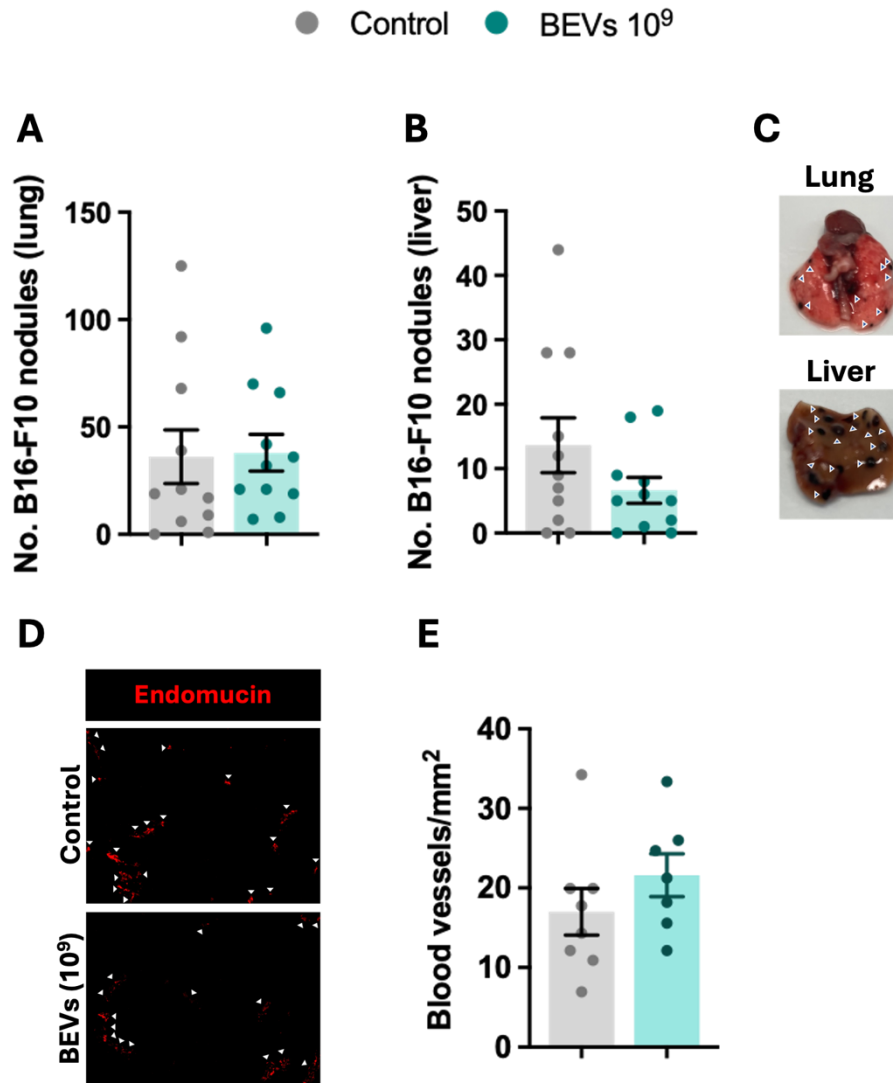 Control BEVs 10⁹
A
No. B16-F10 nodules (lung)
150
100
50
0
B
No. B16-F10 nodules (liver)
50
40
30
20
10
0
C
Lung
Liver
D
Endomucin
Control
BEVs (10⁹)
E
Blood vessels/mm²
40
30
20
10
0